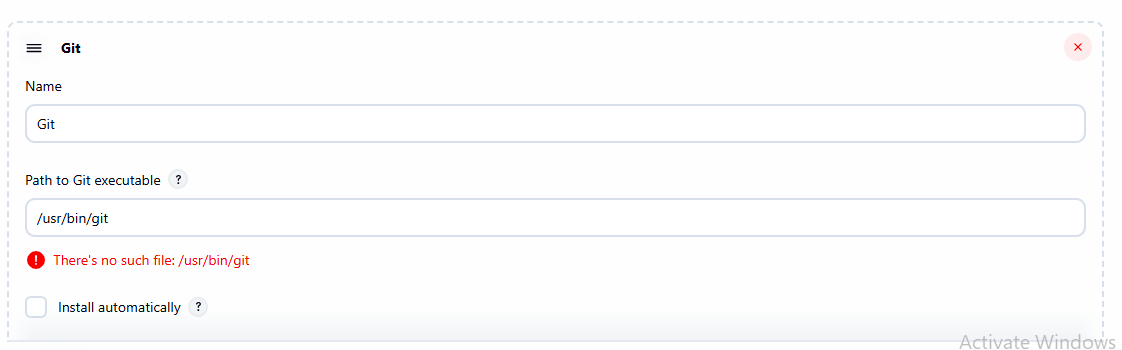 Git
Name
Git
Path to Git executable ?
/usr/bin/git
There's no such file: /usr/bin/git
Install automatically ?
Activate Windows